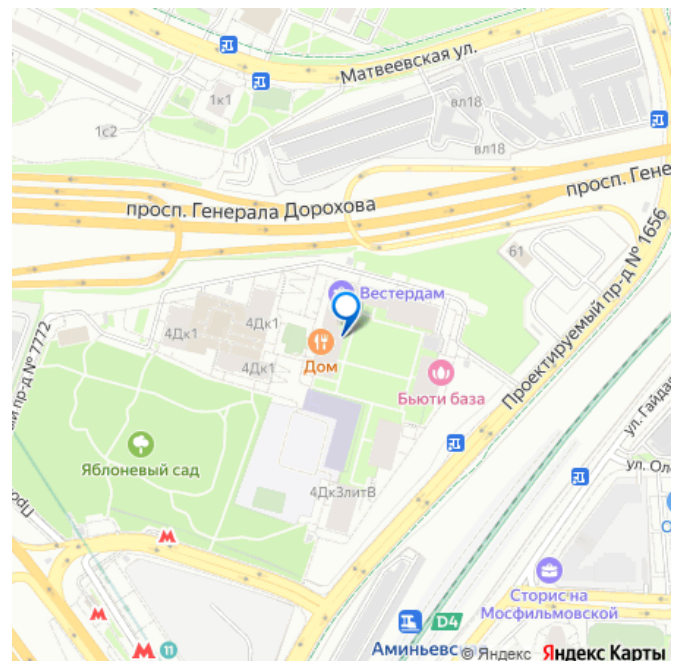 Матвеевская ул.
1к1
вл18
1с2
вл18
просп. Гене
просп. Генерала Дорохова
61
Проектируемый пр-д № 1656
Вестердам
4Дк1
4Дк1
Дом
4Дк1
Бьюти база
ый пр-д № 7772
ул. Гайда
Яблоневый сад
ул. Ол
4Дк3литВ
Прое
О
М
Сторис на
Мосфильмовской
М
D4
М 11
Аминьевс
© Яндекс Яндекс Карты